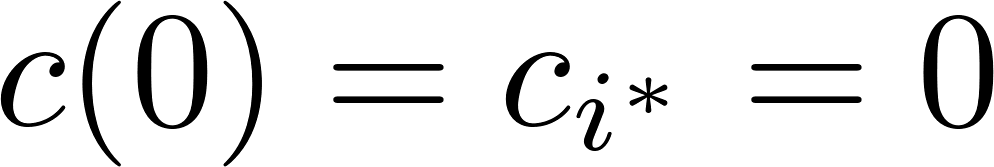 c(0) = c_{i^*} = 0